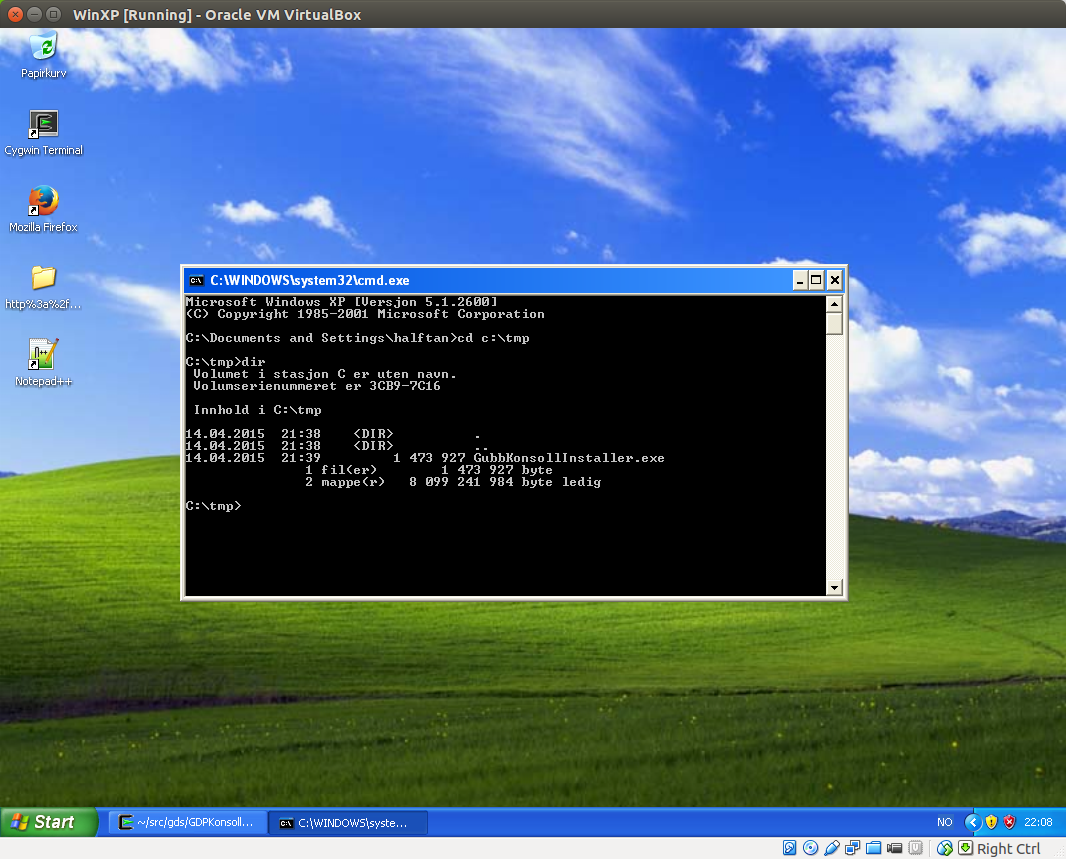 WinXP [Running] - Oracle VM VirtualBox
Papirkurv
Cygwin Terminal
Mozilla Firefox
http%3a%2f...
Notepad++
C:\WINDOWS\system32\cmd.exe
Microsoft Windows XP [Versjon 5.1.2600]
(C) Copyright 1985-2001 Microsoft Corporation
C:\Documents and Settings\halftan>cd c:\tmp
C:\tmp>dir
Volumet i stasjon C er uten navn.
Volumserienummeret er 3CB9-7C16
Innhold i C:\tmp
14.04.2015  21:38    <DIR>          .
14.04.2015  21:38    <DIR>          ..
14.04.2015  21:39         1 473 927 GubbKonsollInstaller.exe
1 fil(er)        1 473 927 byte
2 mappe(r)   8 099 241 984 byte ledig
C:\tmp>
Start
~/src/gds/GDPKonsoll...
C:\WINDOWS\syste...
NO
22:08
Right Ctrl